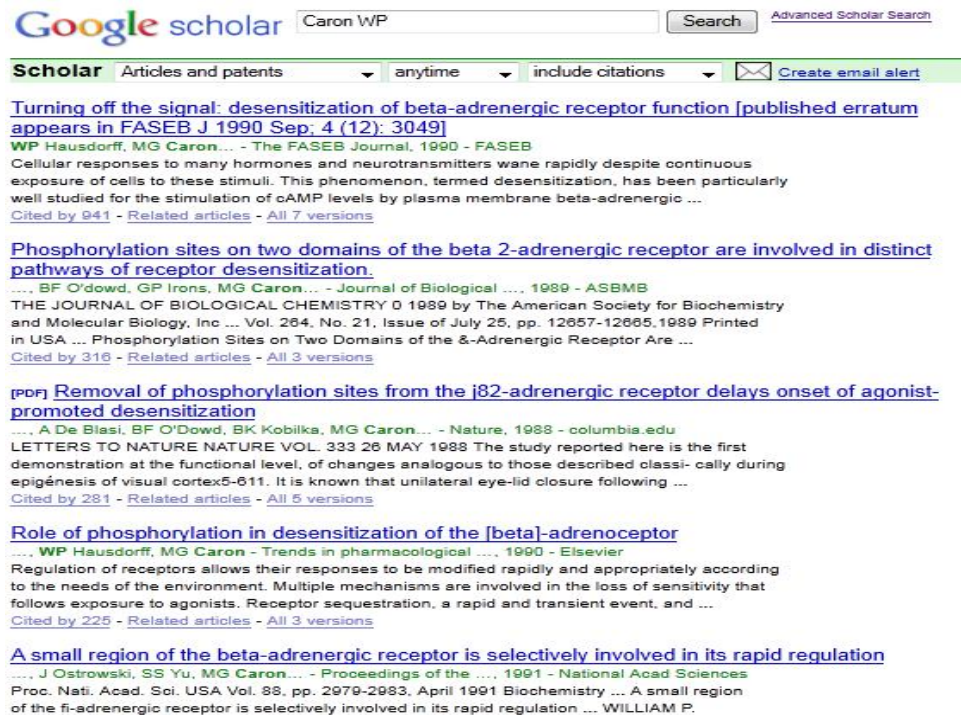 Google scholar Caron WP Search Advanced Scholar Search
Scholar Articles and patents anytime include citations Create email alert
Turning off the signal: desensitization of beta-adrenergic receptor function [published erratum
appears in FASEB J 1990 Sep; 4 (12): 3049]
WP Hausdorff, MG Caron... - The FASEB Journal, 1990 - FASEB
Cellular responses to many hormones and neurotransmitters wane rapidly despite continuous
exposure of cells to these stimuli. This phenomenon, termed desensitization, has been particularly
well studied for the stimulation of cAMP levels by plasma membrane beta-adrenergic ...
Cited by 941 - Related articles - All 7 versions
Phosphorylation sites on two domains of the beta 2-adrenergic receptor are involved in distinct
pathways of receptor desensitization.
..., BF O'dowd, GP Irons, MG Caron... - Journal of Biological ..., 1989 - ASBMB
THE JOURNAL OF BIOLOGICAL CHEMISTRY 0 1989 by The American Society for Biochemistry
and Molecular Biology, Inc ... Vol. 264, No. 21, Issue of July 25, pp. 12657-12665,1989 Printed
in USA ... Phosphorylation Sites on Two Domains of the &-Adrenergic Receptor Are ...
Cited by 316 - Related articles - All 3 versions
[PDF] Removal of phosphorylation sites from the j82-adrenergic receptor delays onset of agonist-
promoted desensitization
..., A De Blasi, BF O'Dowd, BK Kobilka, MG Caron... - Nature, 1988 - columbia.edu
LETTERS TO NATURE NATURE VOL. 333 26 MAY 1988 The study reported here is the first
demonstration at the functional level, of changes analogous to those described classi- cally during
epigénesis of visual cortex5-611. It is known that unilateral eye-lid closure following ...
Cited by 281 - Related articles - All 5 versions
Role of phosphorylation in desensitization of the [beta]-adrenoceptor
..., WP Hausdorff, MG Caron - Trends in pharmacological ..., 1990 - Elsevier
Regulation of receptors allows their responses to be modified rapidly and appropriately according
to the needs of the environment. Multiple mechanisms are involved in the loss of sensitivity that
follows exposure to agonists. Receptor sequestration, a rapid and transient event, and ...
Cited by 225 - Related articles - All 3 versions
A small region of the beta-adrenergic receptor is selectively involved in its rapid regulation
..., J Ostrowski, SS Yu, MG Caron... - Proceedings of the ..., 1991 - National Acad Sciences
Proc. Nati. Acad. Sci. USA Vol. 88, pp. 2979-2983, April 1991 Biochemistry ... A small region
of the fi-adrenergic receptor is selectively involved in its rapid regulation ... WILLIAM P.